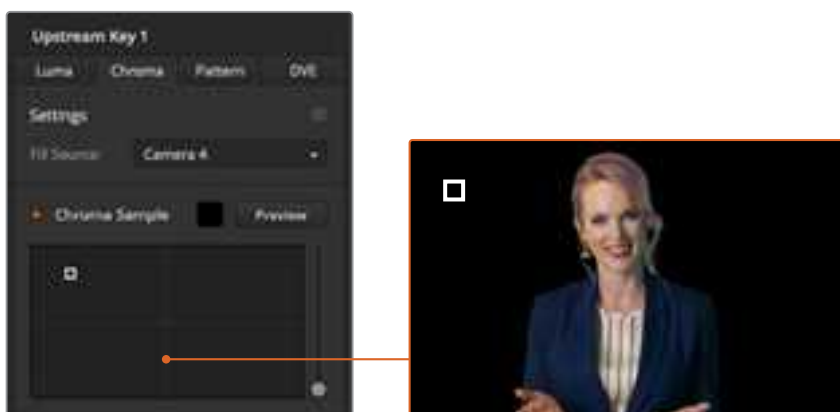 Upstream Key 1
Luma Chroma Pattern DVE
Settings
Fill Source: Camera 4
Chroma Sample Preview